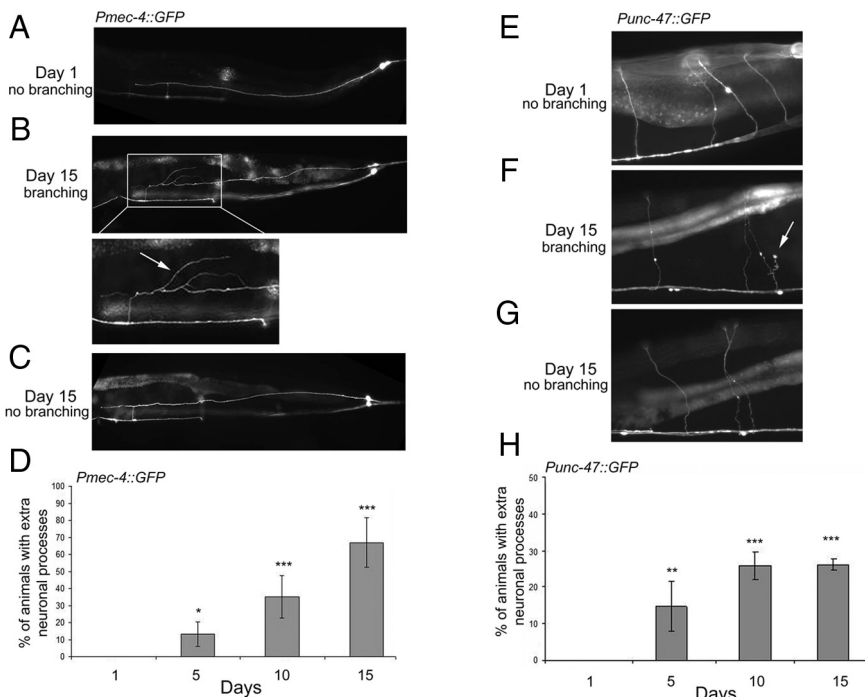 A
Pmec-4::GFP
Day 1
no branching
B
Day 15
branching
C
Day 15
no branching
D
Pmec-4::GFP
% of animals with extra
neuronal processes
100
90
80
70
60
50
40
30
20
10
0
*
***
***
1
5
10
15
Days
E
Punc-47::GFP
Day 1
no branching
F
Day 15
branching
G
Day 15
no branching
H
Punc-47::GFP
% of animals with extra
neuronal processes
50
40
30
20
10
0
**
***
***
1
5
10
15
Days